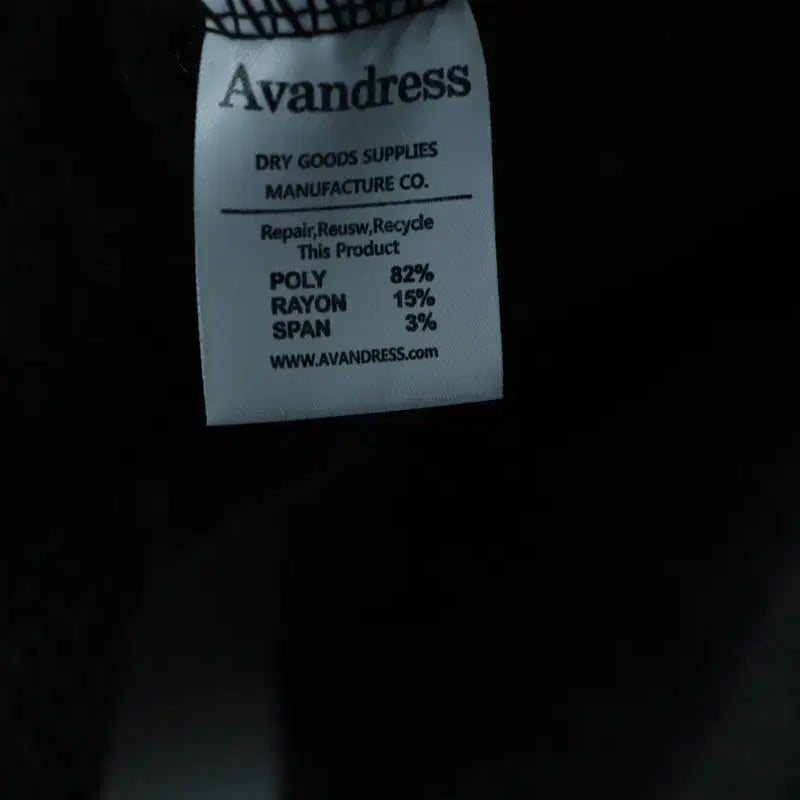 Avandress
DRY GOODS SUPPLIES
MANUFACTURE CO.
Repair,Reusw,Recycle
This Product
POLY 82%
RAYON 15%
SPAN 3%
WWW.AVANDRESS.com